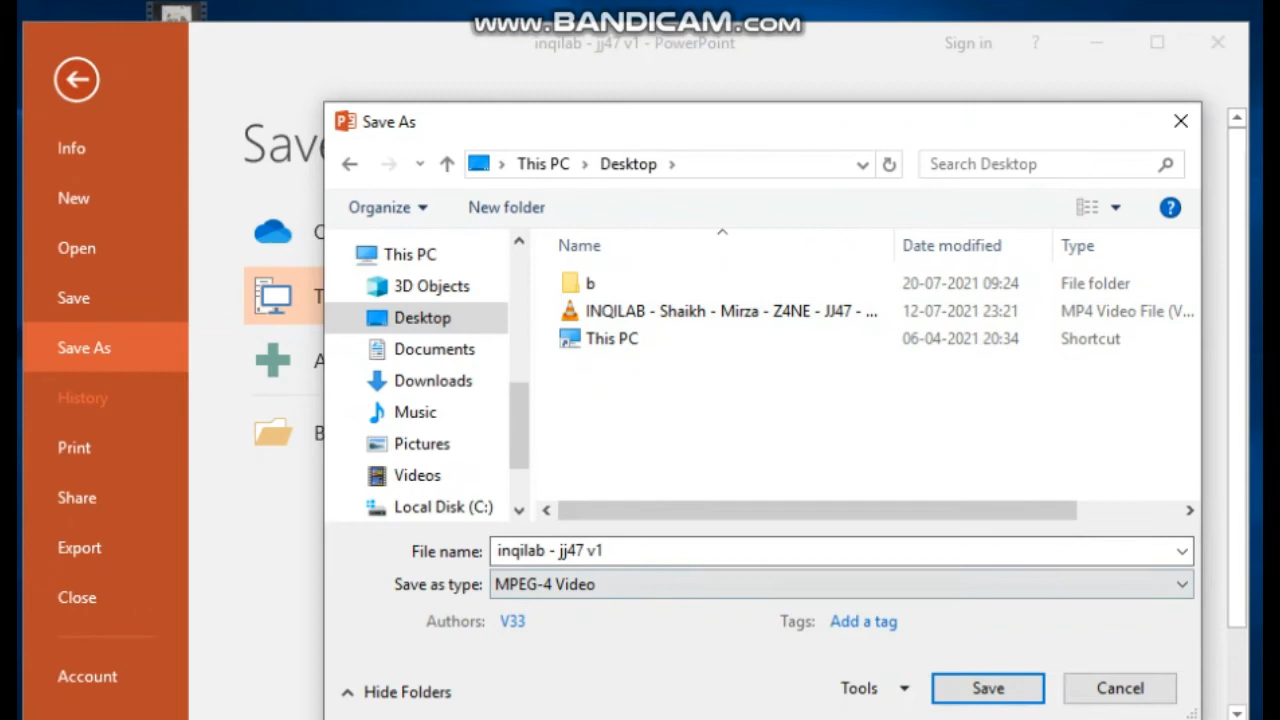 www.BANDICAM.com
inqilab - jj47 v1 - PowerPoint
Sign in
?
Info
New
Open
Save
Save As
History
Print
Share
Export
Close
Account
Save As
This PC
Desktop
Search Desktop
Organize
New folder
?
This PC
3D Objects
Desktop
Documents
Downloads
Music
Pictures
Videos
Local Disk (C:)
Name Date modified Type
b 20-07-2021 09:24 File folder
INQILAB - Shaikh - Mirza - Z4NE - JJ47 - ... 12-07-2021 23:21 MP4 Video File (V...
This PC 06-04-2021 20:34 Shortcut
File name: inqilab - jj47 v1
Save as type: MPEG-4 Video
Authors: V33 Tags: Add a tag
Hide Folders
Tools Save Cancel